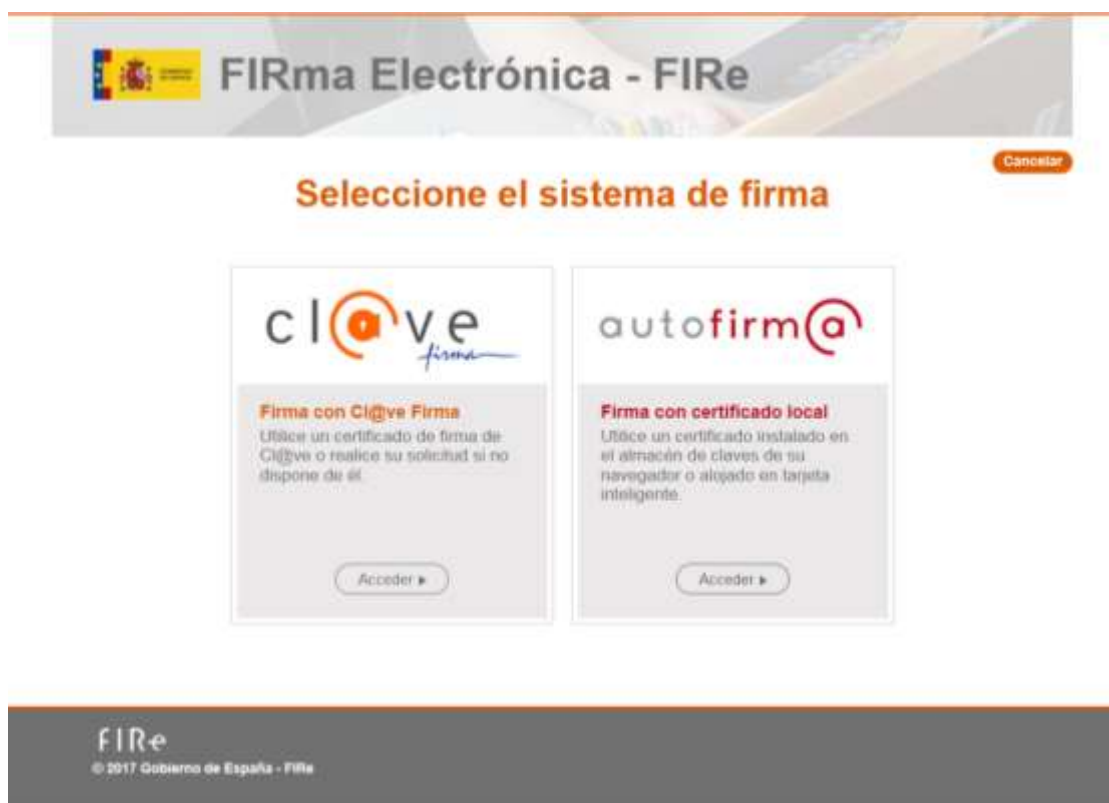 FIRma Electrónica - FIRe
Cancelar
Seleccione el sistema de firma
cl@ve
firma
autofirm@
Firma con Cl@ve Firma
Utilice un certificado de firma de
Cl@ve o realice su solicitud si no
dispone de él.
Acceder
Firma con certificado local
Utilice un certificado instalado en
el almacén de claves de su
navegador o alojado en tarjeta
inteligente.
Acceder
FIRe
© 2017 Gobierno de España - FIRe